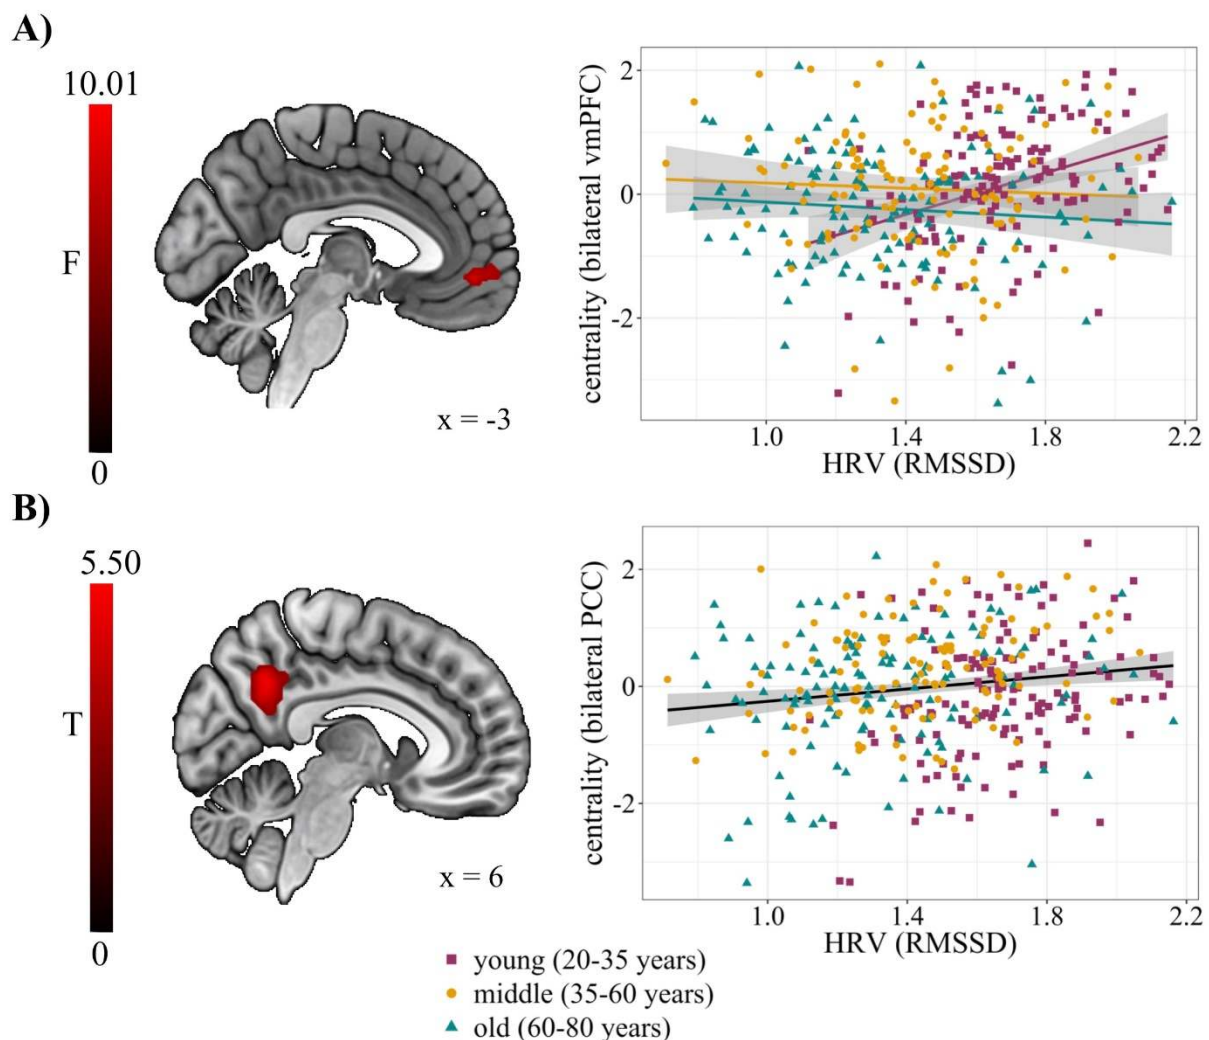 A)
10.01
F
0
x = -3
centrality (bilateral vmPFC)
2
0
-2
1.0 1.4 1.8 2.2
HRV (RMSSD)
B)
5.50
T
0
x = 6
centrality (bilateral PCC)
2
0
-2
1.0 1.4 1.8 2.2
HRV (RMSSD)
young (20-35 years)
middle (35-60 years)
old (60-80 years)